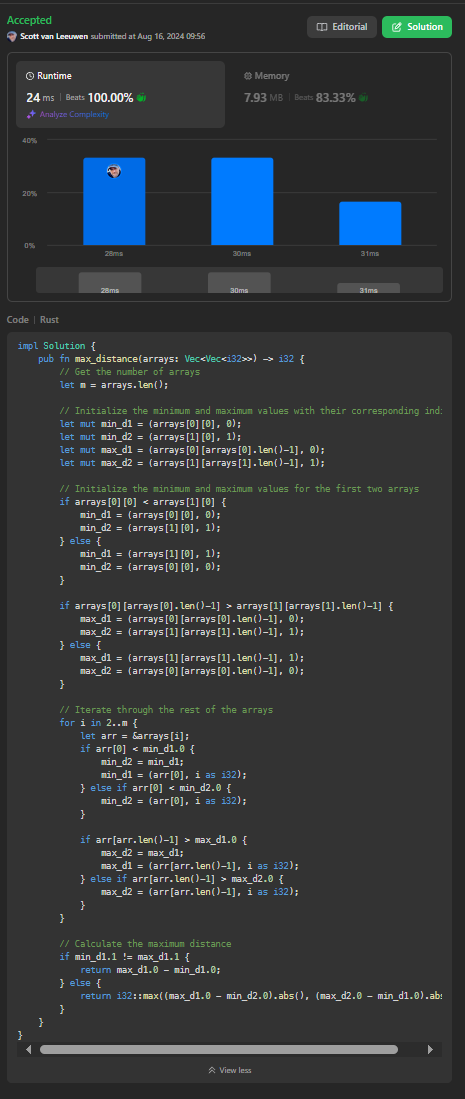 Accepted
Editorial
Solution
Scott van Leeuwen submitted at Aug 16, 2024 09:56
Runtime
24 ms | Beats 100.00%
Analyze Complexity
Memory
7.93 MB | Beats 83.33%
40%
20%
0%
28ms
30ms
31ms
28ms
30ms
31ms
Code | Rust
impl Solution {
    pub fn max_distance(arrays: Vec<Vec<i32>>) -> i32 {
        // Get the number of arrays
        let m = arrays.len();

        // Initialize the minimum and maximum values with their corresponding indi
        let mut min_d1 = (arrays[0][0], 0);
        let mut min_d2 = (arrays[1][0], 1);
        let mut max_d1 = (arrays[0][arrays[0].len()-1], 0);
        let mut max_d2 = (arrays[1][arrays[1].len()-1], 1);

        // Initialize the minimum and maximum values for the first two arrays
        if arrays[0][0] < arrays[1][0] {
            min_d1 = (arrays[0][0], 0);
            min_d2 = (arrays[1][0], 1);
        } else {
            min_d1 = (arrays[1][0], 1);
            min_d2 = (arrays[0][0], 0);
        }

        if arrays[0][arrays[0].len()-1] > arrays[1][arrays[1].len()-1] {
            max_d1 = (arrays[0][arrays[0].len()-1], 0);
            max_d2 = (arrays[1][arrays[1].len()-1], 1);
        } else {
            max_d1 = (arrays[1][arrays[1].len()-1], 1);
            max_d2 = (arrays[0][arrays[0].len()-1], 0);
        }

        // Iterate through the rest of the arrays
        for i in 2..m {
            let arr = &arrays[i];
            if arr[0] < min_d1.0 {
                min_d2 = min_d1;
                min_d1 = (arr[0], i as i32);
            } else if arr[0] < min_d2.0 {
                min_d2 = (arr[0], i as i32);
            }

            if arr[arr.len()-1] > max_d1.0 {
                max_d2 = max_d1;
                max_d1 = (arr[arr.len()-1], i as i32);
            } else if arr[arr.len()-1] > max_d2.0 {
                max_d2 = (arr[arr.len()-1], i as i32);
            }
        }

        // Calculate the maximum distance
        if min_d1.1 != max_d1.1 {
            return max_d1.0 - min_d1.0;
        } else {
            return i32::max((max_d1.0 - min_d2.0).abs(), (max_d2.0 - min_d1.0).abs
        }
    }
}
View less